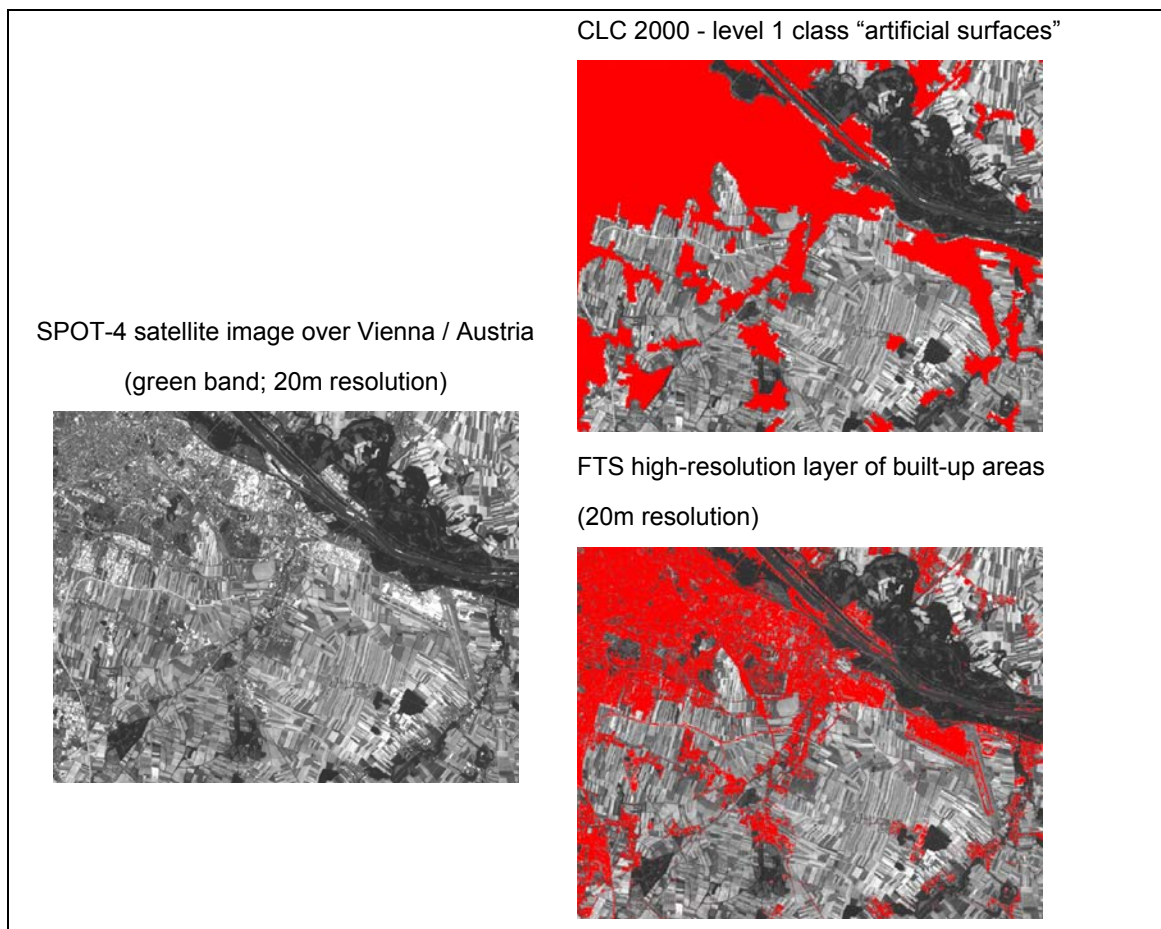 CLC 2000 - level 1 class “artificial surfaces”
SPOT-4 satellite image over Vienna / Austria
(green band; 20m resolution)
FTS high-resolution layer of built-up areas
(20m resolution)